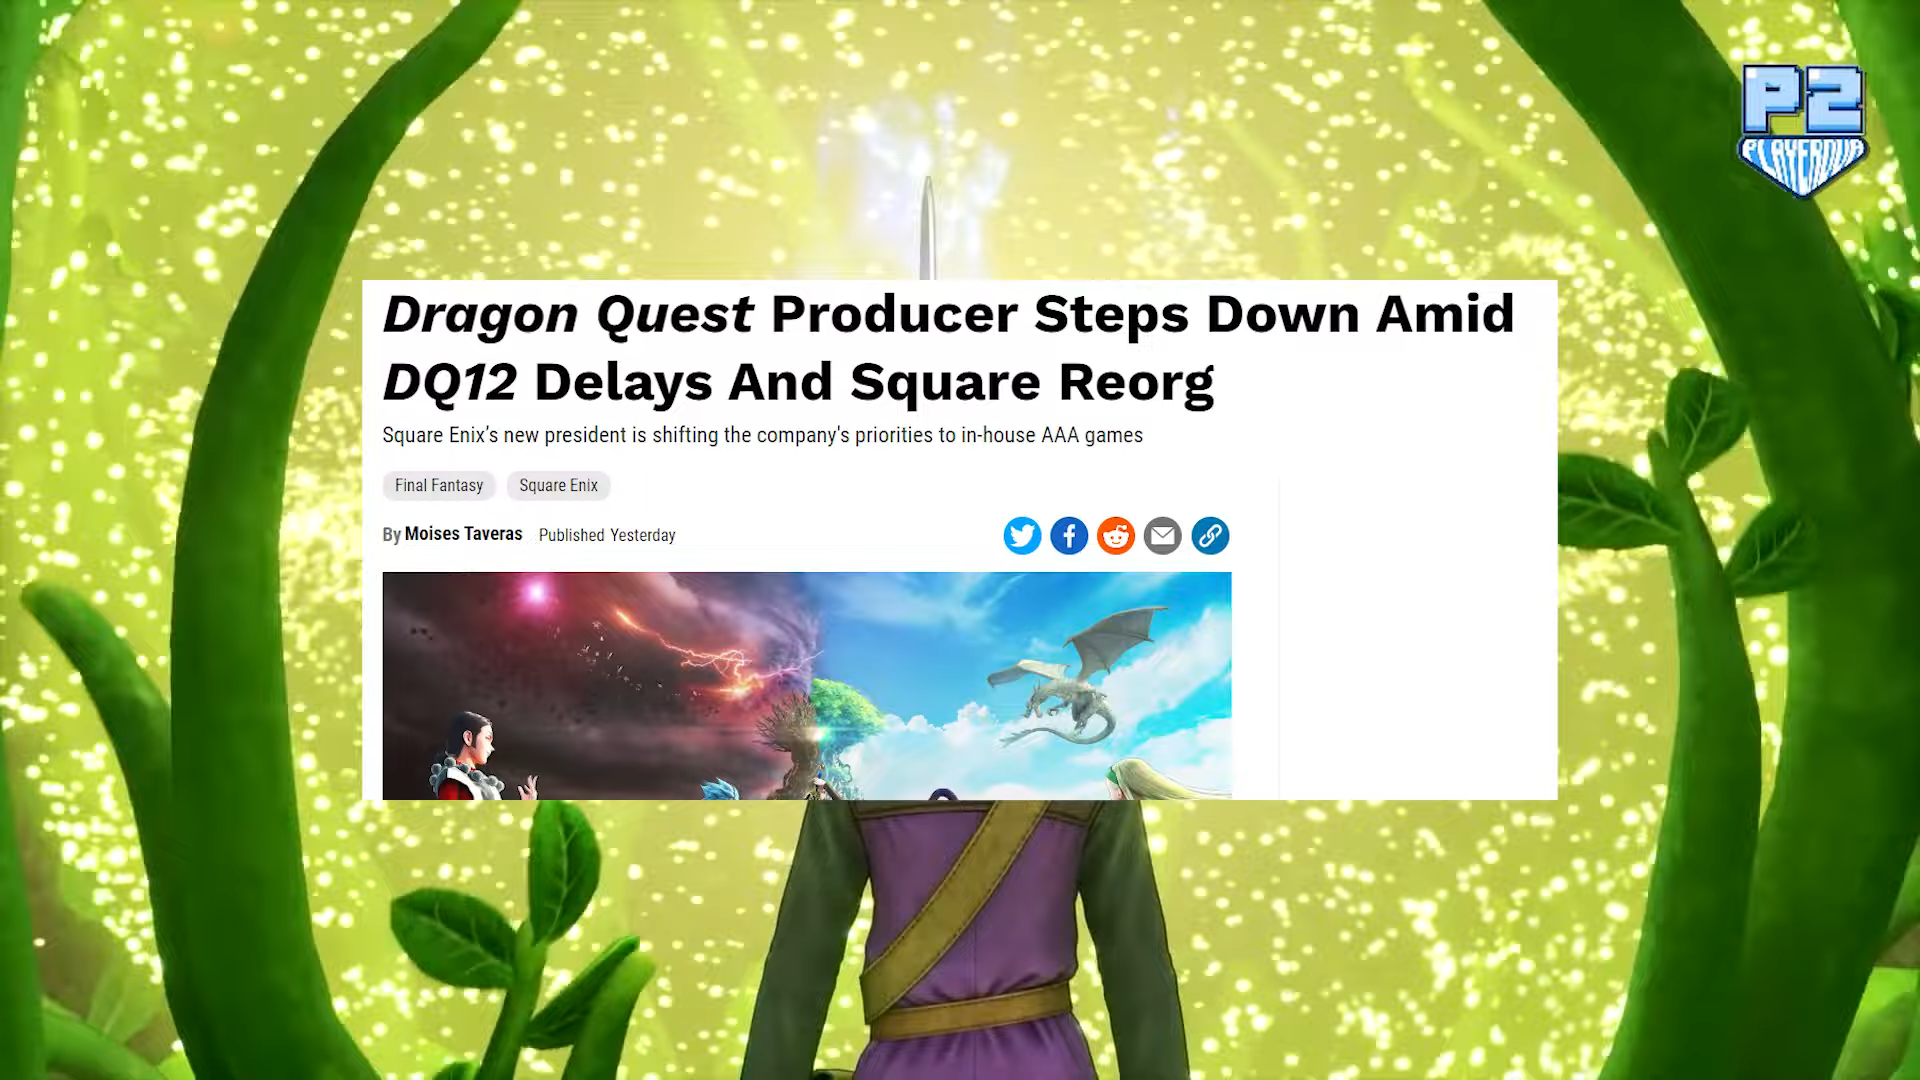 P2
PLAYERDUA
Dragon Quest Producer Steps Down Amid
DQ12 Delays And Square Reorg
Square Enix’s new president is shifting the company's priorities to in-house AAA games
Final Fantasy Square Enix
By Moises Taveras Published Yesterday